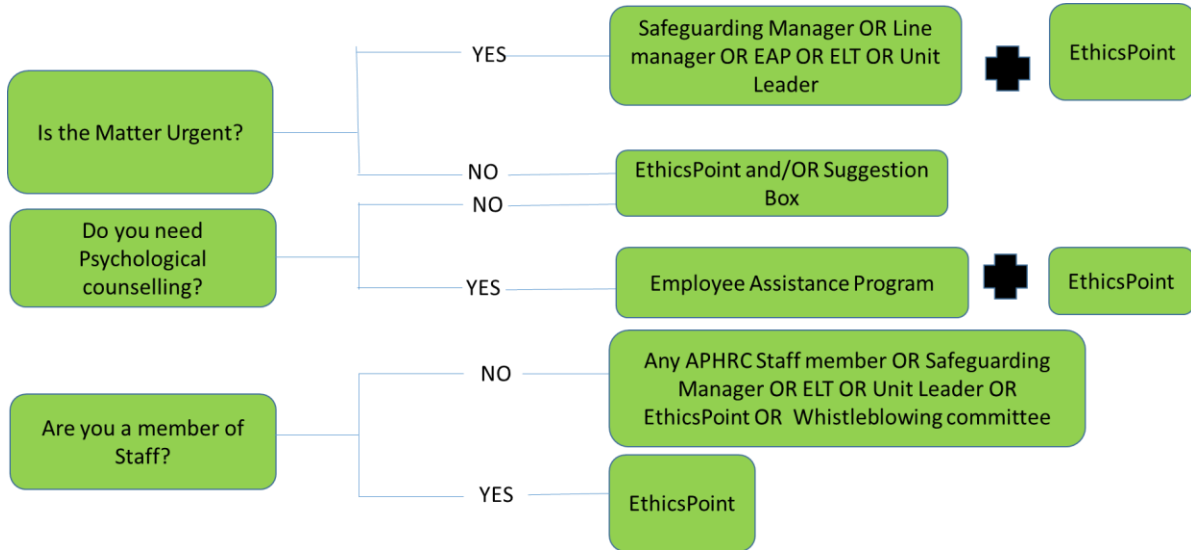 Is the Matter Urgent?
YES
Safeguarding Manager OR Line
manager OR EAP OR ELT OR Unit
Leader
EthicsPoint
NO
EthicsPoint and/OR Suggestion
Box
Do you need
Psychological
counselling?
NO
YES
Employee Assistance Program
EthicsPoint
Are you a member of
Staff?
NO
Any APHRC Staff member OR Safeguarding
Manager OR ELT OR Unit Leader OR
EthicsPoint OR Whistleblowing committee
YES
EthicsPoint